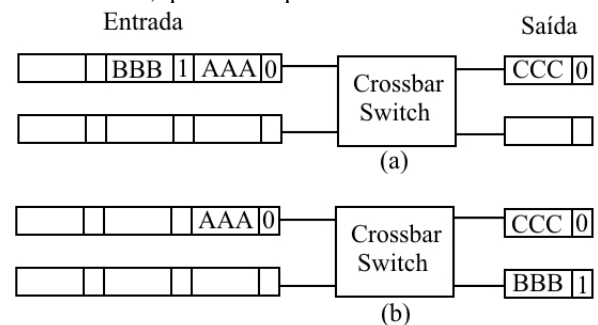 Entrada
Saída
BBB 1 AAA 0
CCC 0
Crossbar
Switch
(a)
AAA 0
CCC 0
Crossbar
Switch
BBB 1
(b)